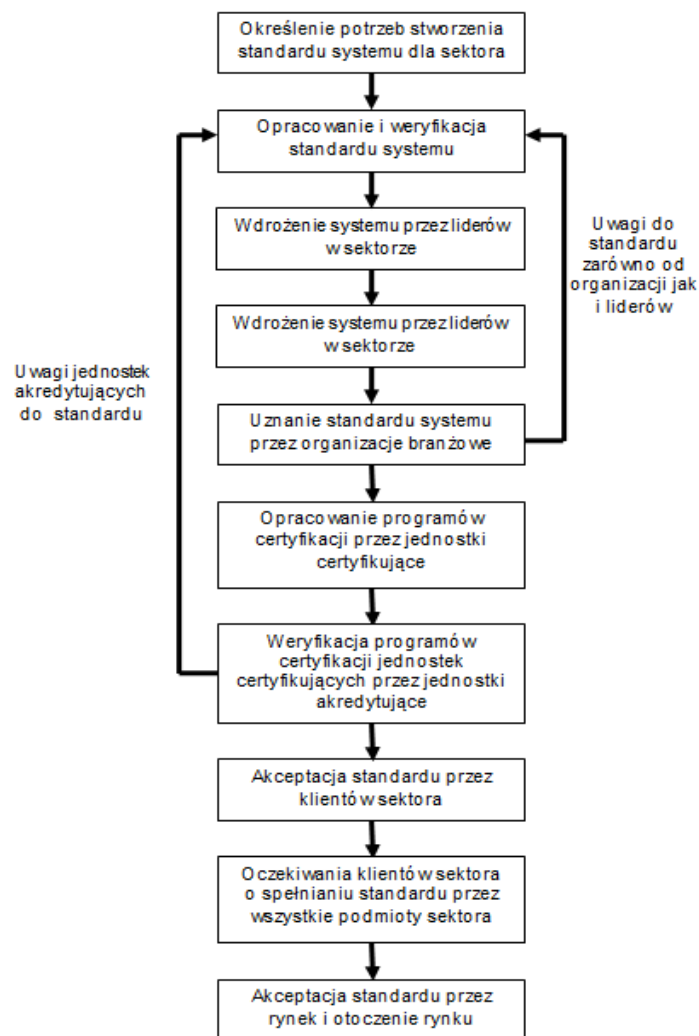 Określenie potrzeb stworzenia
standardu systemu dla sektora
Opracowanie i weryfikacja
standardu systemu
Wdrożenie systemu przez liderów
w sektorze
Uwagi do
standardu
zarówno od
organizacji jak
i liderów
Wdrożenie systemu przez liderów
w sektorze
Uwagi jednostek
akredytujących
do standardu
Uznanie standardu systemu
przez organizacje branżowe
Opracowanie programów
certyfikacji przez jednostki
certyfikujące
Weryfikacja programów
certyfikacji jednostek
certyfikujących przez jednostki
akredytujące
Akceptacja standardu przez
klientów sektora
Oczekiwania klientów sektora
o spełnianiu standardu przez
wszystkie podmioty sektora
Akceptacja standardu przez
rynek i otoczenie rynku